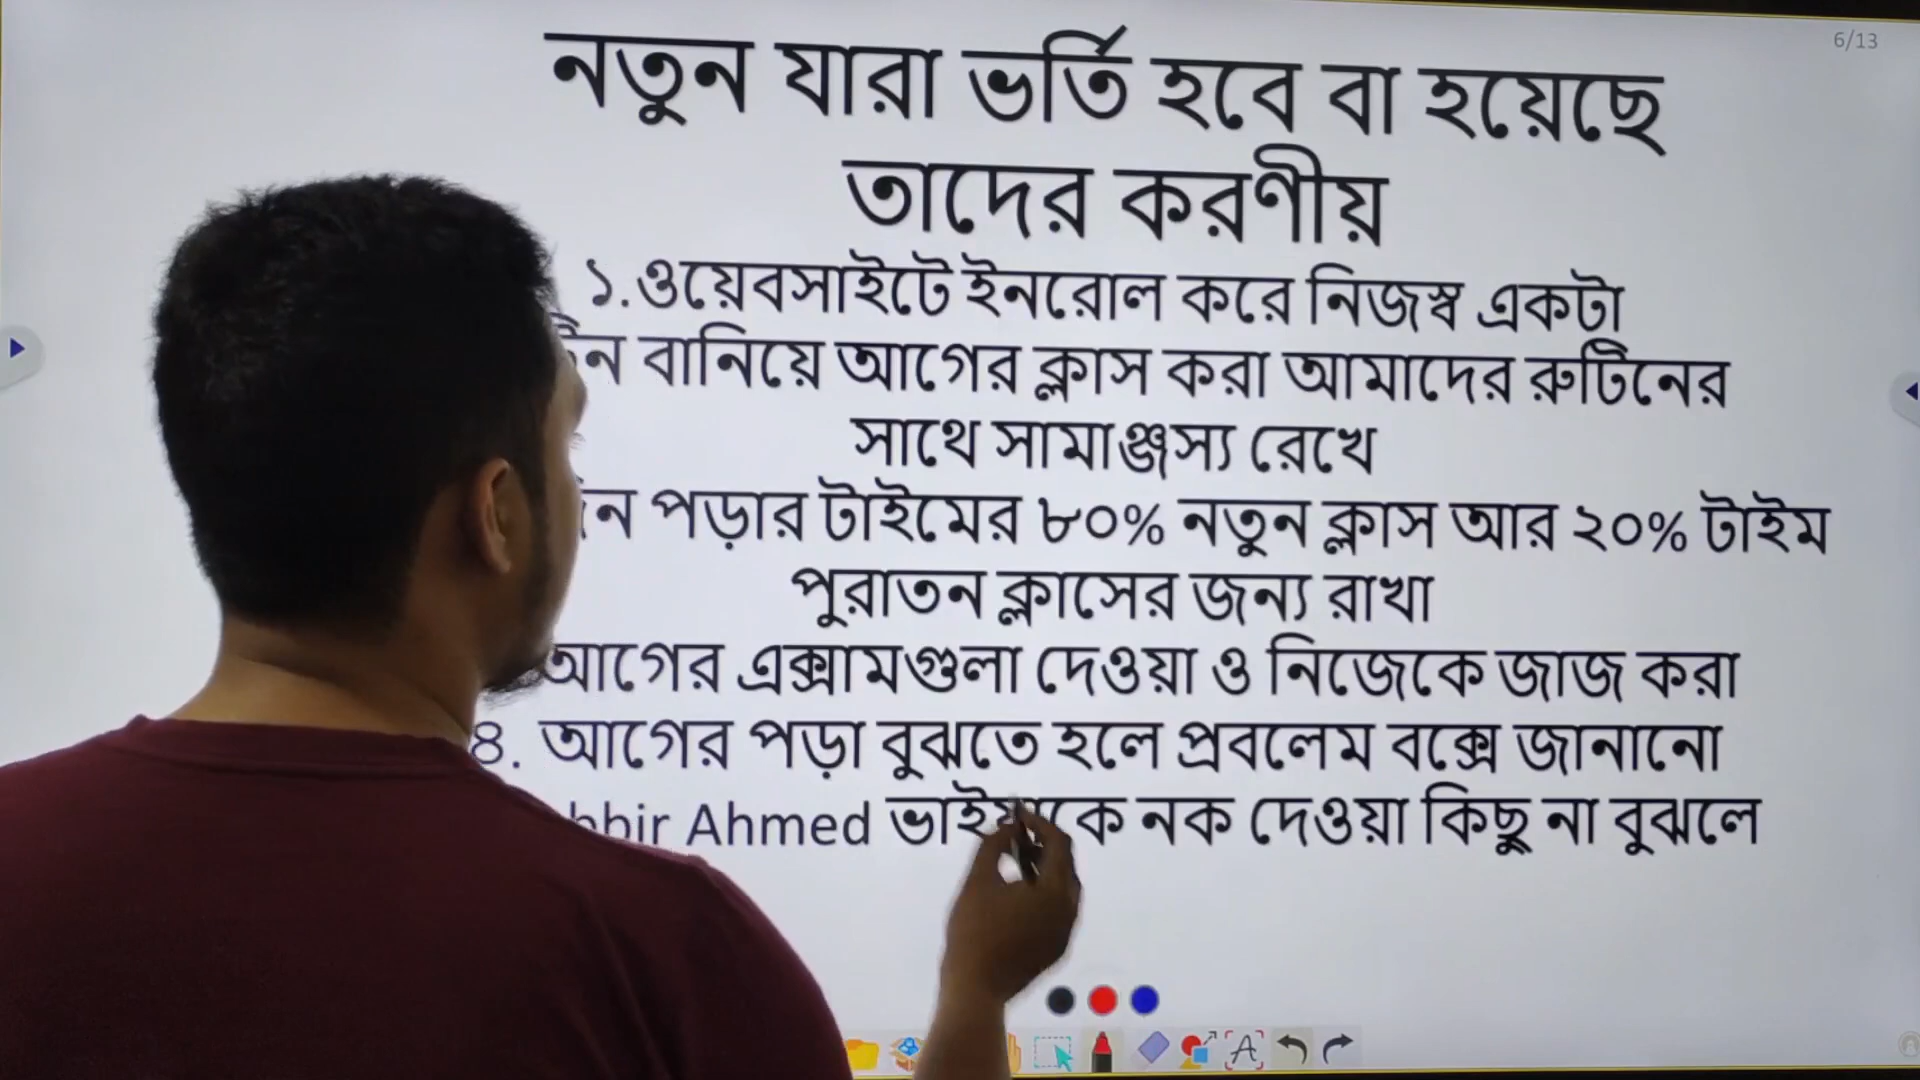 6/13
নতুন যারা ভর্তি হবে বা হয়েছে
তাদের করণীয়
১.ওয়েবসাইটে ইনরোল করে নিজস্ব একটা
বানিয়ে আগের ক্লাস করা আমাদের রুটিনের
সাথে সামাঞ্জস্য রেখে
পড়ার টাইমের ৮০% নতুন ক্লাস আর ২০% টাইম
পুরাতন ক্লাসের জন্য রাখা
আগের এক্সামগুলা দেওয়া ও নিজেকে জাজ করা
৪. আগের পড়া বুঝতে হলে প্রবলেম বক্সে জানানো
Ahmed ভাইয়াকে নক দেওয়া কিছু না বুঝলে